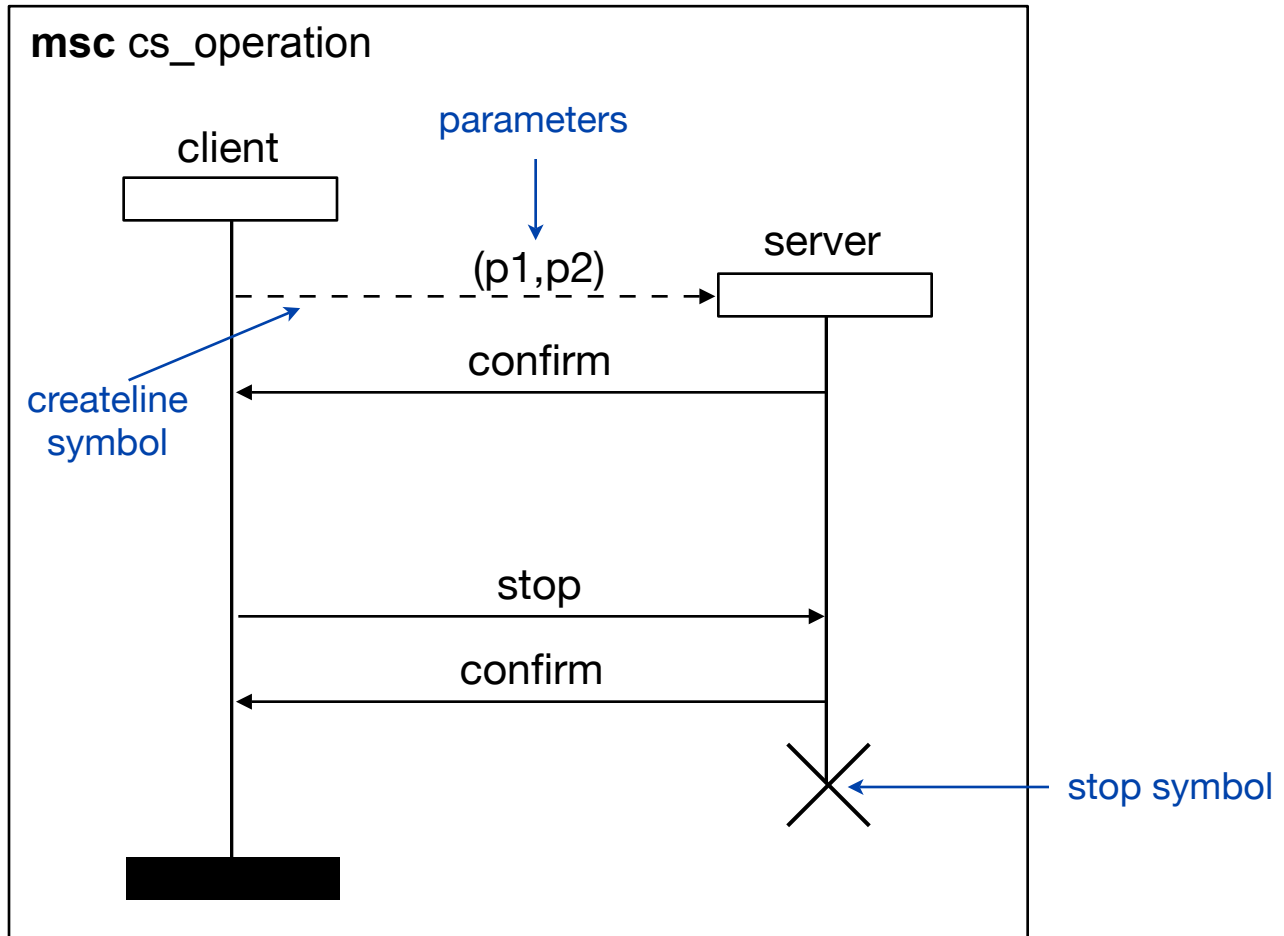 msc cs_operation
parameters
client
server
(p1,p2)
confirm
createline
symbol
stop
confirm
stop symbol